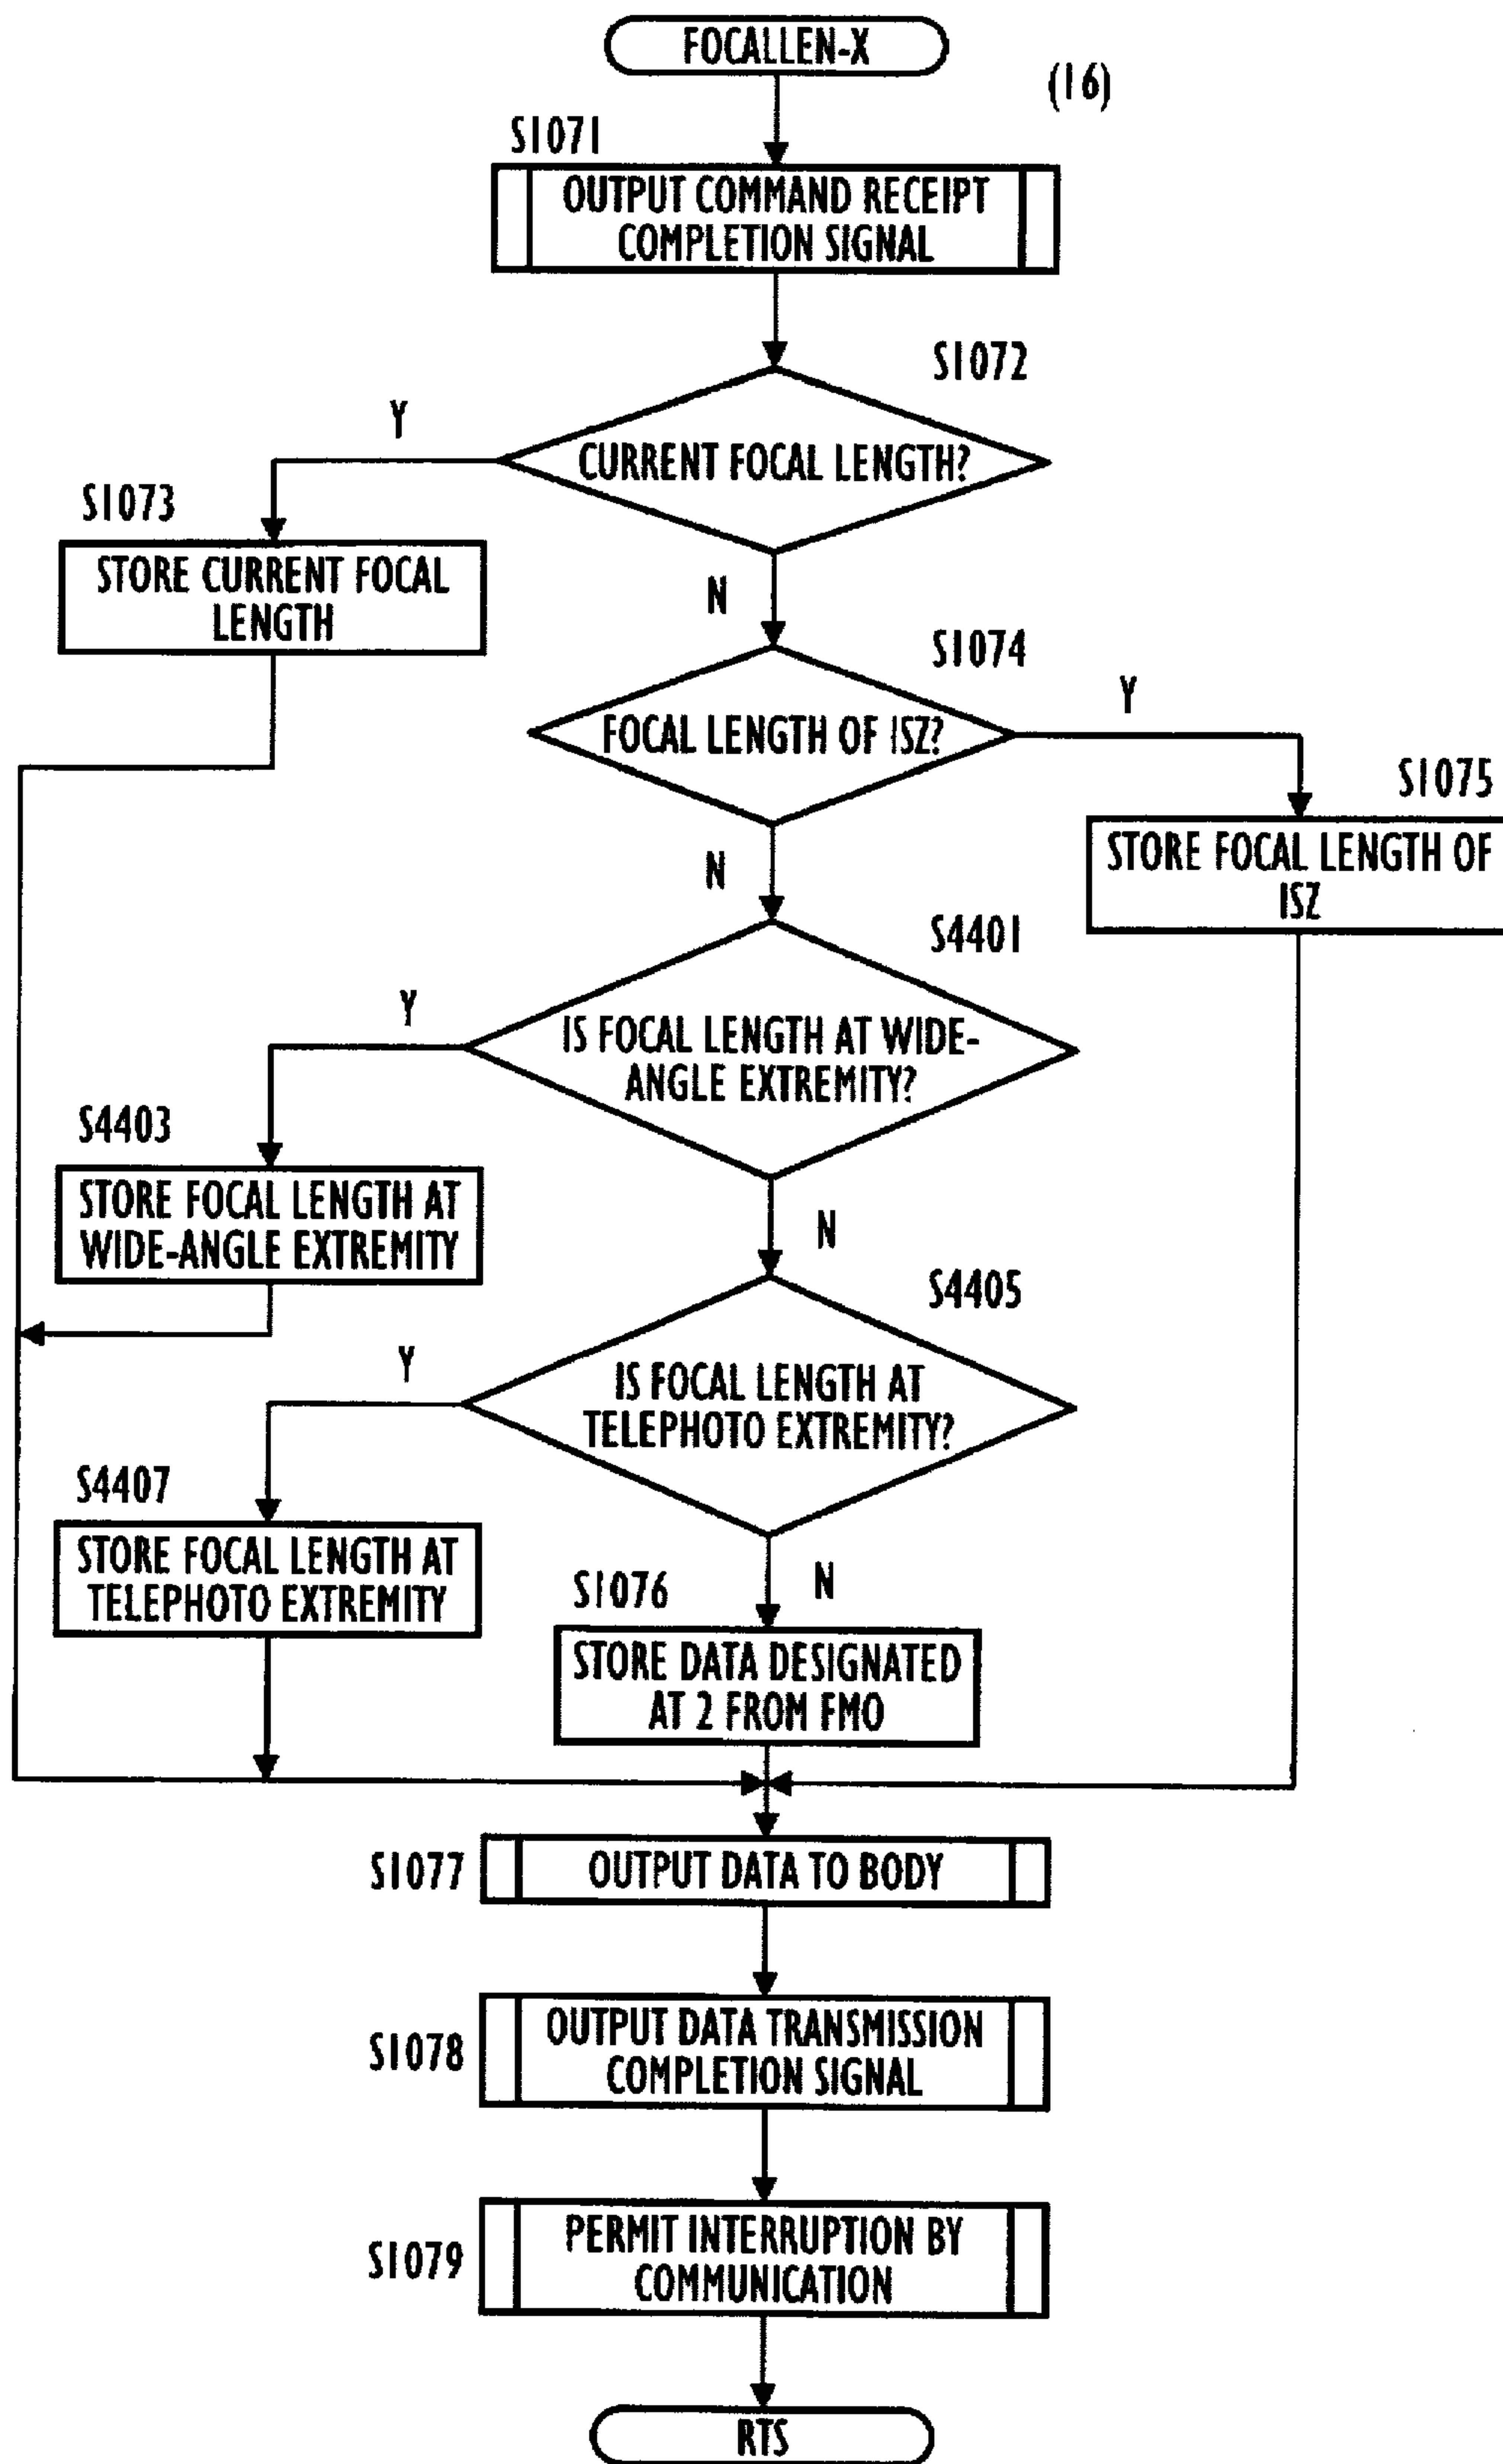 FOCALLEN-X
(16)
S1071
OUTPUT COMMAND RECEIPT
COMPLETION SIGNAL
S1072
Y
CURRENT FOCAL LENGTH?
S1073
STORE CURRENT FOCAL
LENGTH
N
S1074
FOCAL LENGTH OF ISZ?
Y
S1075
STORE FOCAL LENGTH OF
ISZ
N
S4401
Y
IS FOCAL LENGTH AT WIDE-
ANGLE EXTREMITY?
S4403
STORE FOCAL LENGTH AT
WIDE-ANGLE EXTREMITY
N
S4405
Y
IS FOCAL LENGTH AT
TELEPHOTO EXTREMITY?
S4407
STORE FOCAL LENGTH AT
TELEPHOTO EXTREMITY
N
S1076
STORE DATA DESIGNATED
AT 2 FROM FMO
S1077
OUTPUT DATA TO BODY
S1078
OUTPUT DATA TRANSMISSION
COMPLETION SIGNAL
S1079
PERMIT INTERRUPTION BY
COMMUNICATION
RTS